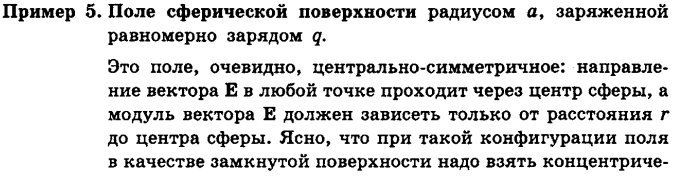 Пример 5. Поле сферической поверхности радиусом a, заряженной
равномерно зарядом q.
Это поле, очевидно, центрально-симметричное: направле-
ние вектора E в любой точке проходит через центр сферы, а
модуль вектора E должен зависеть только от расстояния r
до центра сферы. Ясно, что при такой конфигурации поля
в качестве замкнутой поверхности надо взять концентриче-